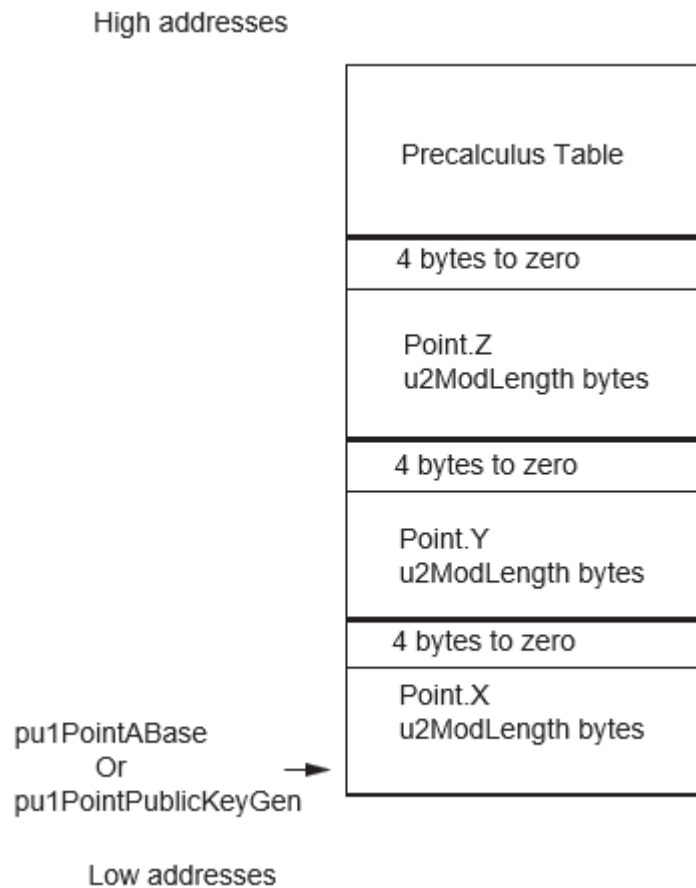 High addresses
Precalculus Table
4 bytes to zero
Point.Z
u2ModLength bytes
4 bytes to zero
Point.Y
u2ModLength bytes
4 bytes to zero
Point.X
u2ModLength bytes
pu1PointABase
Or
pu1PointPublicKeyGen
Low addresses